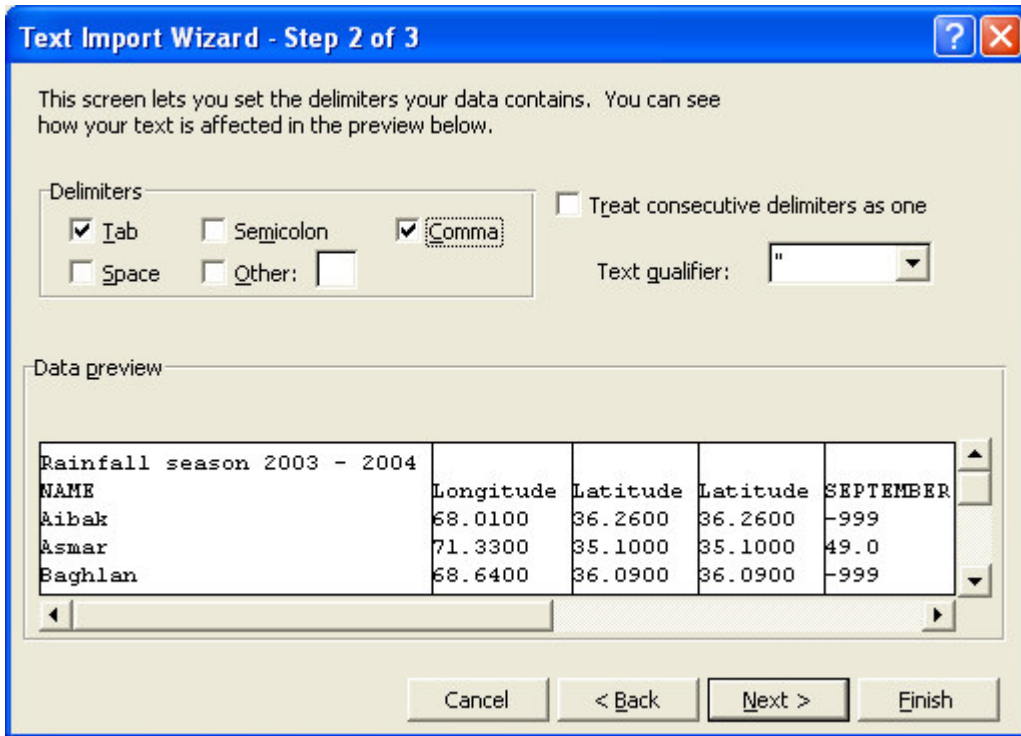 Text Import Wizard - Step 2 of 3
This screen lets you set the delimiters your data contains. You can see
how your text is affected in the preview below.
Delimiters
Tab Semicolon Comma
Space Other:
Treat consecutive delimiters as one
Text qualifier: "
Data preview
Rainfall season 2003 - 2004
NAME Longitude Latitude Latitude SEPTEMBER
Aibak 68.0100 36.2600 36.2600 -999
Asmar 71.3300 35.1000 35.1000 49.0
Baghlan 68.6400 36.0900 36.0900 -999
Cancel < Back Next > Finish